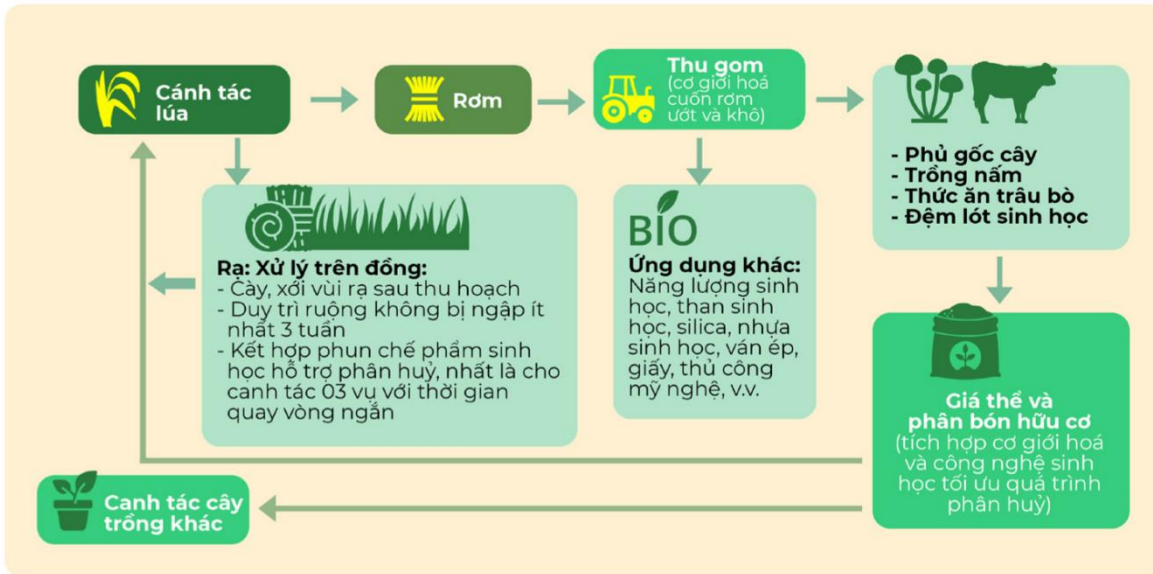 Cánh tác
lúa
Rơm
Thu gom
(cơ giới hoá
cuốn rơm
ướt và khô)
- Phủ gốc cây
- Trồng nấm
- Thức ăn trâu bò
- Đệm lót sinh học
Rạ: Xử lý trên đồng:
- Cày, xới vùi rạ sau thu hoạch
- Duy trì ruộng không bị ngập ít
nhất 3 tuần
- Kết hợp phun chế phẩm sinh
học hỗ trợ phân huỷ, nhất là cho
canh tác 03 vụ với thời gian
quay vòng ngắn
BIO
Ứng dụng khác:
Năng lượng sinh
học, than sinh
học, silica, nhựa
sinh học, ván ép,
giấy, thủ công
mỹ nghệ, v.v.
Giá thể và
phân bón hữu cơ
(tích hợp cơ giới hoá
và công nghệ sinh
học tối ưu quá trình
phân huỷ)
Canh tác cây
trồng khác